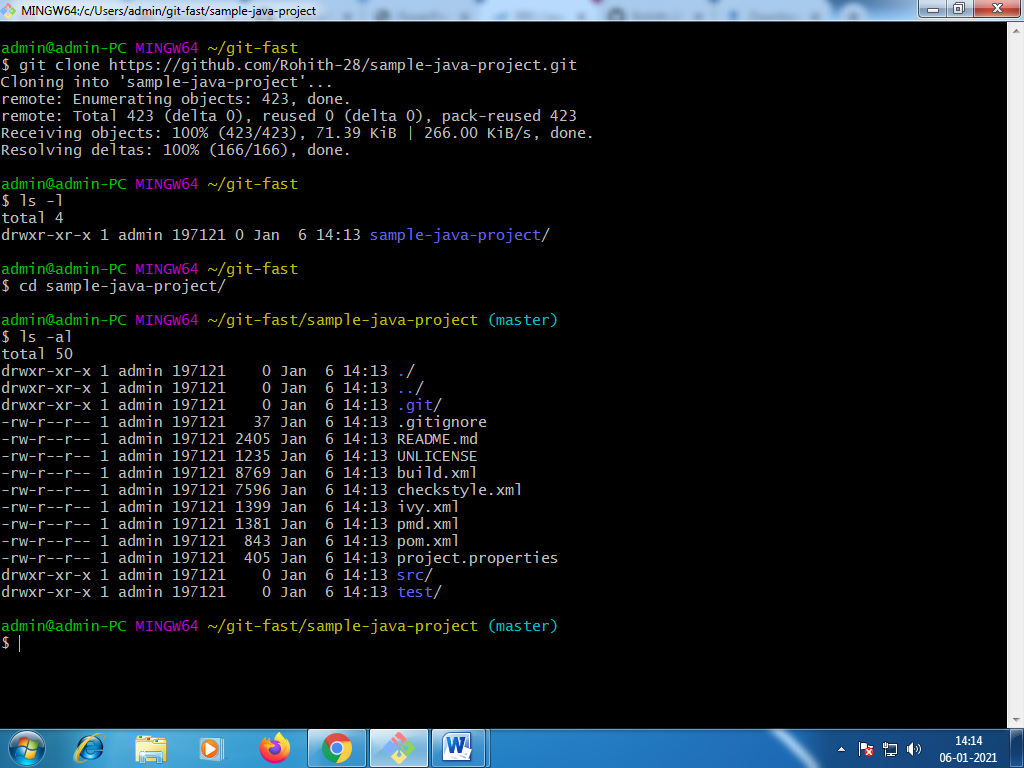 MINGW64:/c/Users/admin/git-fast/sample-java-project
admin@admin-PC MINGW64 ~/git-fast
$ git clone https://github.com/Rohith-28/sample-java-project.git
Cloning into 'sample-java-project'...
remote: Enumerating objects: 423, done.
remote: Total 423 (delta 0), reused 0 (delta 0), pack-reused 423
Receiving objects: 100% (423/423), 71.39 KiB | 266.00 KiB/s, done.
Resolving deltas: 100% (166/166), done.
admin@admin-PC MINGW64 ~/git-fast
$ ls -l
total 4
drwxr-xr-x 1 admin 197121 0 Jan  6 14:13 sample-java-project/
admin@admin-PC MINGW64 ~/git-fast
$ cd sample-java-project/
admin@admin-PC MINGW64 ~/git-fast/sample-java-project (master)
$ ls -al
total 50
drwxr-xr-x 1 admin 197121    0 Jan  6 14:13 ./
drwxr-xr-x 1 admin 197121    0 Jan  6 14:13 ../
drwxr-xr-x 1 admin 197121    0 Jan  6 14:13 .git/
-rw-r--r-- 1 admin 197121   37 Jan  6 14:13 .gitignore
-rw-r--r-- 1 admin 197121 2405 Jan  6 14:13 README.md
-rw-r--r-- 1 admin 197121 1235 Jan  6 14:13 UNLICENSE
-rw-r--r-- 1 admin 197121 8769 Jan  6 14:13 build.xml
-rw-r--r-- 1 admin 197121 7596 Jan  6 14:13 checkstyle.xml
-rw-r--r-- 1 admin 197121 1399 Jan  6 14:13 ivy.xml
-rw-r--r-- 1 admin 197121 1381 Jan  6 14:13 pmd.xml
-rw-r--r-- 1 admin 197121  843 Jan  6 14:13 pom.xml
-rw-r--r-- 1 admin 197121  405 Jan  6 14:13 project.properties
drwxr-xr-x 1 admin 197121    0 Jan  6 14:13 src/
drwxr-xr-x 1 admin 197121    0 Jan  6 14:13 test/
admin@admin-PC MINGW64 ~/git-fast/sample-java-project (master)
$
14:14
06-01-2021